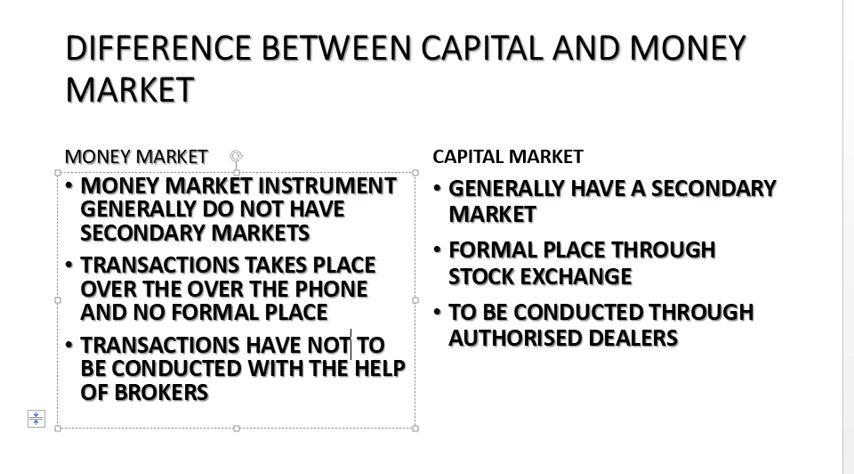 DIFFERENCE BETWEEN CAPITAL AND MONEY
MARKET
MONEY MARKET
• MONEY MARKET INSTRUMENT
GENERALLY DO NOT HAVE
SECONDARY MARKETS
• TRANSACTIONS TAKES PLACE
OVER THE OVER THE PHONE
AND NO FORMAL PLACE
• TRANSACTIONS HAVE NOT TO
BE CONDUCTED WITH THE HELP
OF BROKERS
CAPITAL MARKET
• GENERALLY HAVE A SECONDARY
MARKET
• FORMAL PLACE THROUGH
STOCK EXCHANGE
• TO BE CONDUCTED THROUGH
AUTHORISED DEALERS